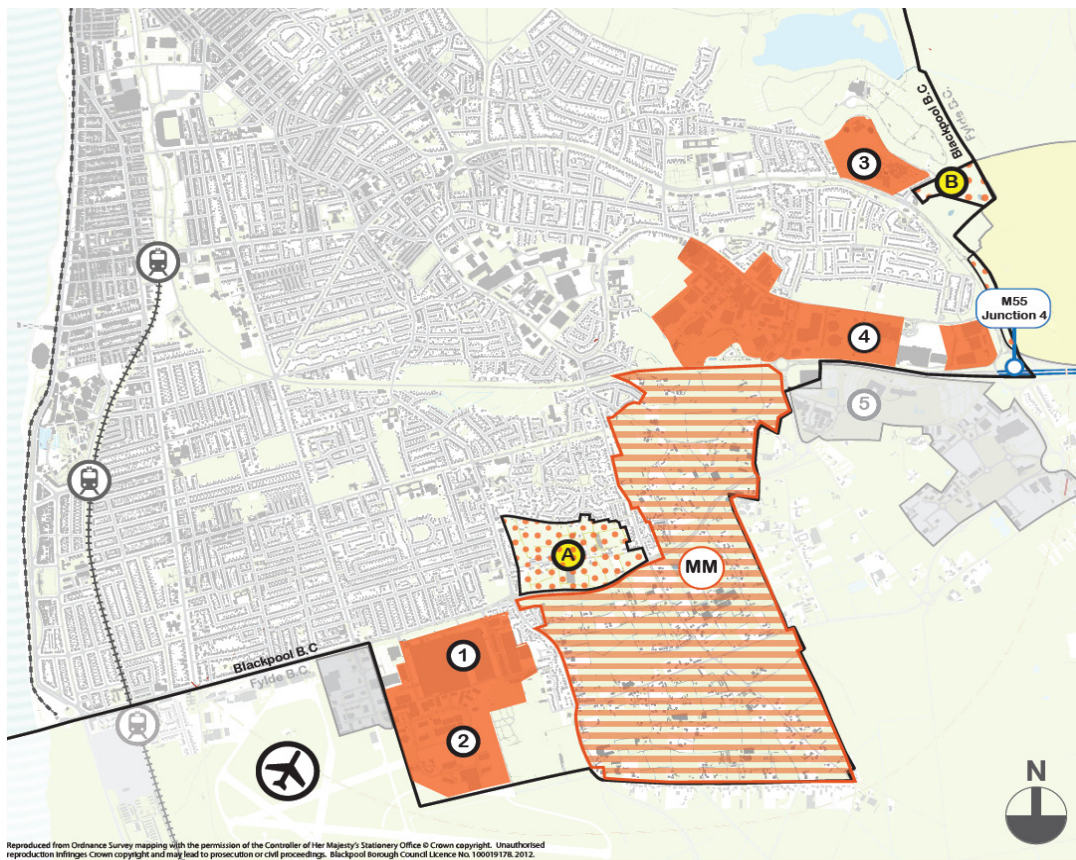 Blackpool B.C
Fylde B.C.
3
B
M55
Junction 4
4
5
A
MM
Blackpool B.C
Fylde B.C.
1
2
N
Reproduced from Ordnance Survey mapping with the permission of the Controller of Her Majesty's Stationery Office © Crown copyright. Unauthorised
reproduction infringes Crown copyright and may lead to prosecution or civil proceedings. Blackpool Borough Council Licence No. 100019178. 2012.